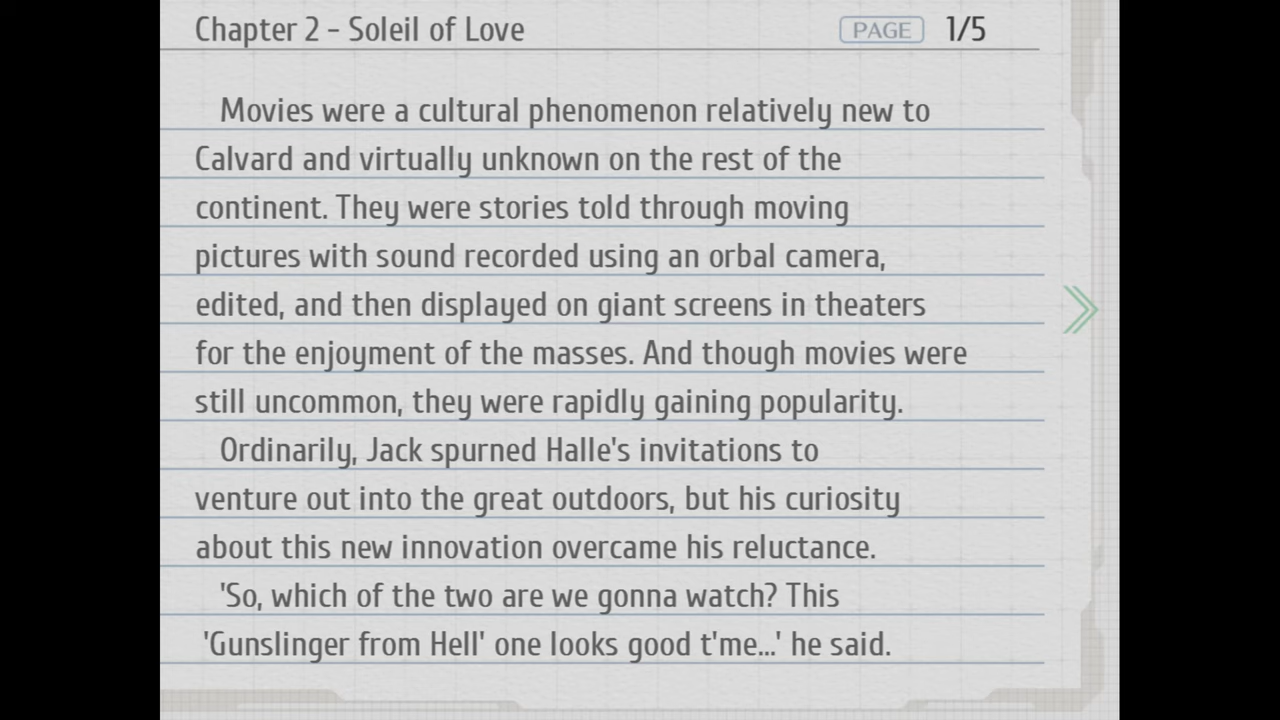 Chapter 2 - Soleil of Love
PAGE 1/5
Movies were a cultural phenomenon relatively new to
Calvard and virtually unknown on the rest of the
continent. They were stories told through moving
pictures with sound recorded using an orbal camera,
edited, and then displayed on giant screens in theaters
for the enjoyment of the masses. And though movies were
still uncommon, they were rapidly gaining popularity.
Ordinarily, Jack spurned Halle's invitations to
venture out into the great outdoors, but his curiosity
about this new innovation overcame his reluctance.
'So, which of the two are we gonna watch? This
'Gunslinger from Hell' one looks good t'me...' he said.